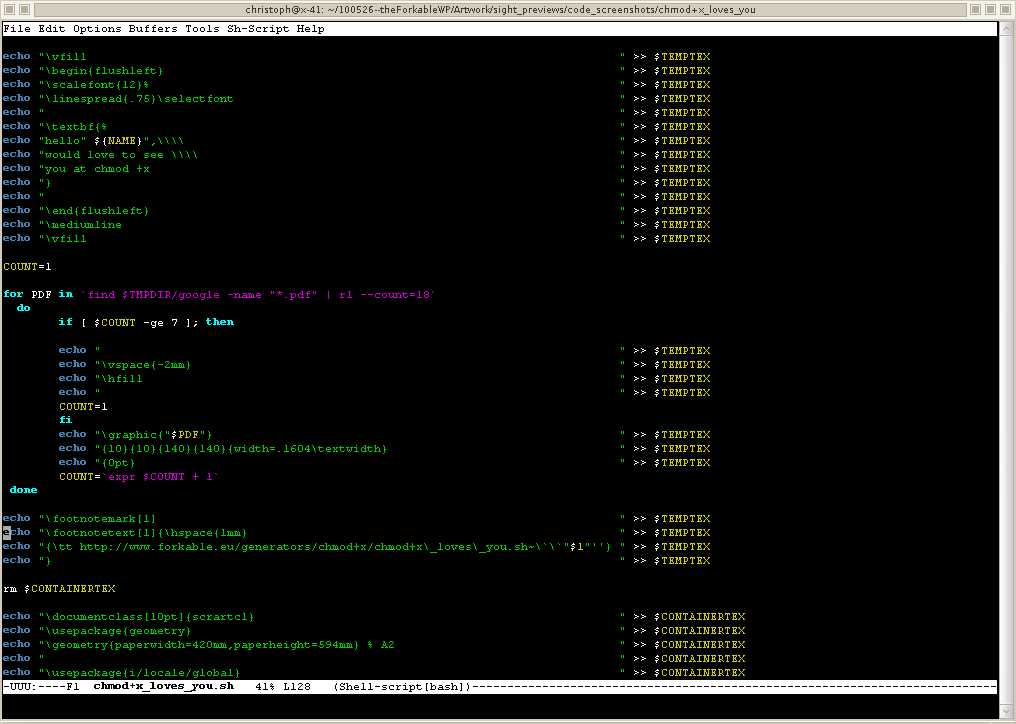 christoph@x-41: ~/100526--theForkableWP/Artwork/sight_previews/code_screenshots/chmod+x_loves_you
File Edit Options Buffers Tools Sh-Script Help
echo "\vfill " >> $TEMPTEX
echo "\begin{flushleft} " >> $TEMPTEX
echo "\scalefont{12}% " >> $TEMPTEX
echo "\linespread{.75}\selectfont " >> $TEMPTEX
echo " " >> $TEMPTEX
echo "\textbf{% " >> $TEMPTEX
echo "hello" ${NAME}",\\\\ " >> $TEMPTEX
echo "would love to see \\\\ " >> $TEMPTEX
echo "you at chmod +x " >> $TEMPTEX
echo "} " >> $TEMPTEX
echo " " >> $TEMPTEX
echo "\end{flushleft} " >> $TEMPTEX
echo "\mediumline " >> $TEMPTEX
echo "\vfill " >> $TEMPTEX
COUNT=1
for PDF in `find $TMPDIR/google -name "*.pdf" | rl --count=18`
do
if [ $COUNT -ge 7 ]; then
echo " " >> $TEMPTEX
echo "\vspace{-2mm} " >> $TEMPTEX
echo "\hfill " >> $TEMPTEX
echo " " >> $TEMPTEX
COUNT=1
fi
echo "\graphic{"$PDF"} " >> $TEMPTEX
echo "{10}{10}{140}{140}{width=.1604\textwidth} " >> $TEMPTEX
echo "{0pt} " >> $TEMPTEX
COUNT=`expr $COUNT + 1`
done
echo "\footnotemark[1] " >> $TEMPTEX
echo "\footnotetext[1]{\hspace{1mm} " >> $TEMPTEX
echo "{\tt http://www.forkable.eu/generators/chmod+x/chmod+x\_loves\_you.sh~\`\`"$1"''} " >> $TEMPTEX
echo "} " >> $TEMPTEX
rm $CONTAINERTEX
echo "\documentclass[10pt]{scrartcl} " >> $CONTAINERTEX
echo "\usepackage{geometry} " >> $CONTAINERTEX
echo "\geometry{paperwidth=420mm,paperheight=594mm} % A2 " >> $CONTAINERTEX
echo " " >> $CONTAINERTEX
echo "\usepackage{i/locale/global} " >> $CONTAINERTEX
-UUU:----F1 chmod+x_loves_you.sh 41% L128 (Shell-script[bash])---------------------------------------------------------------------------